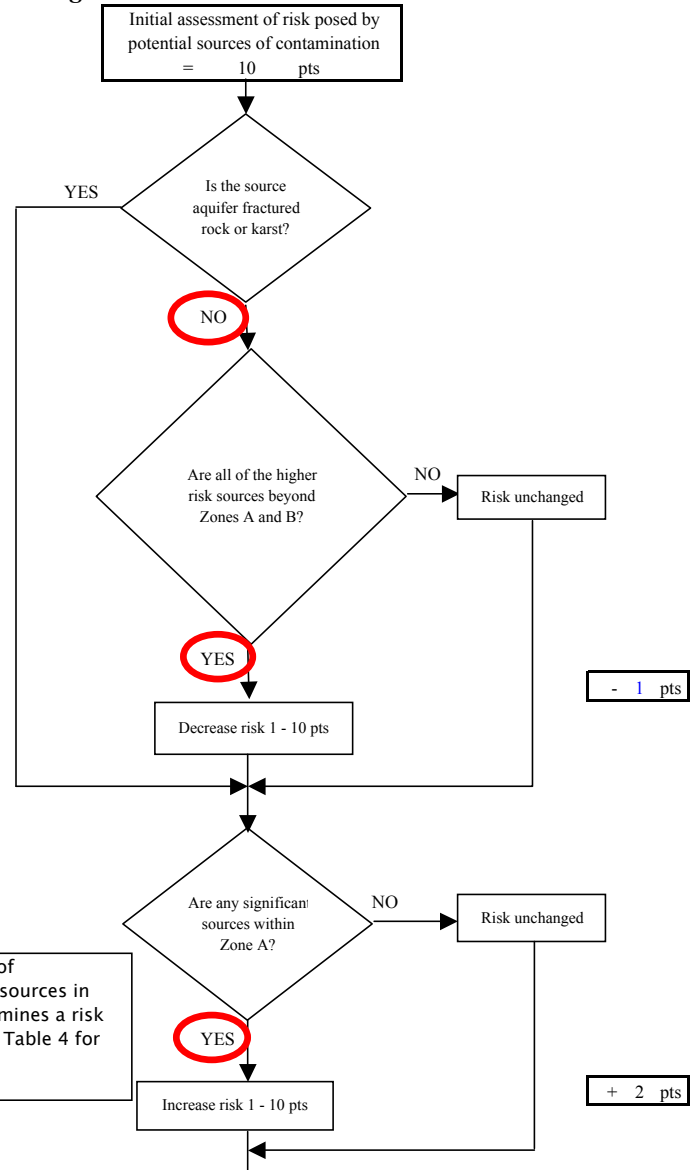 Initial assessment of risk posed by
potential sources of contamination
= 10 pts
YES
Is the source
aquifer fractured
rock or karst?
NO
Are all of the higher
risk sources beyond
Zones A and B?
NO
Risk unchanged
YES
- 1 pts
Decrease risk 1 - 10 pts
Are any significant
sources within
Zone A?
NO
Risk unchanged
of
sources in
mines a risk
Table 4 for
YES
Increase risk 1 - 10 pts
+ 2 pts